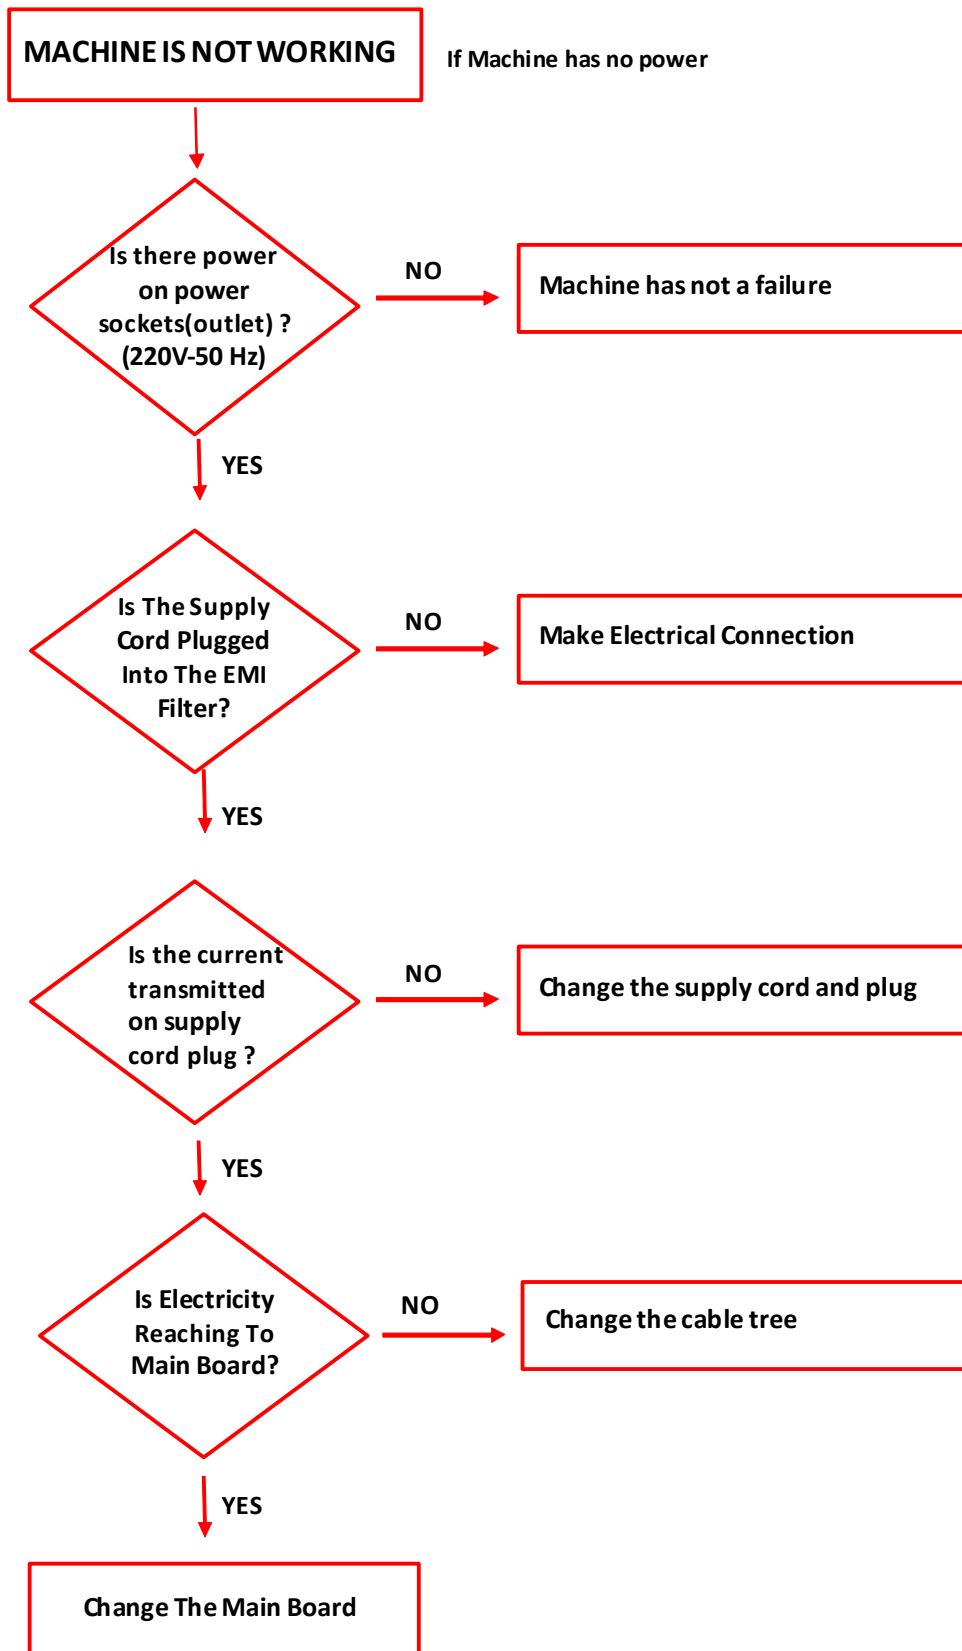 MACHINE IS NOT WORKING
If Machine has no power
Is there power
on power
sockets(outlet) ?
(220V-50 Hz)
NO
Machine has not a failure
YES
Is The Supply
Cord Plugged
Into The EMI
Filter?
NO
Make Electrical Connection
YES
Is the current
transmitted
on supply
cord plug ?
NO
Change the supply cord and plug
YES
Is Electricity
Reaching To
Main Board?
NO
Change the cable tree
YES
Change The Main Board